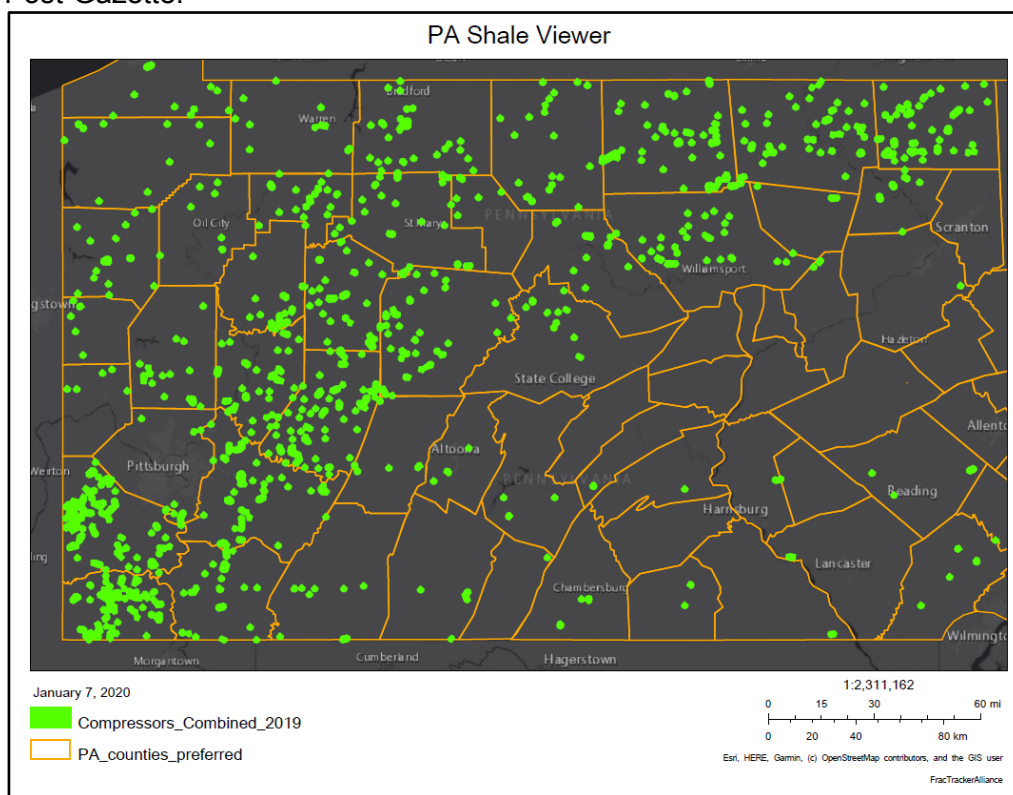 Post-Gazette.
PA Shale Viewer
Bradford
Warren
Oil City
St Marys
PENNSYLVANIA
Scranton
Williamsport
gstown
Hazleton
State College
Allento
Altoona
Pittsburgh
Weirton
PENNSYLVANIA
Reading
Harrisburg
ling
Lancaster
Chambersburg
Wilmingto
Morgantown
Cumberland
Hagerstown
January 7, 2020
Compressors_Combined_2019
PA_counties_preferred
1:2,311,162
0 15 30 60 mi
0 20 40 80 km
Esri, HERE, Garmin, (c) OpenStreetMap contributors, and the GIS user
FracTrackerAlliance